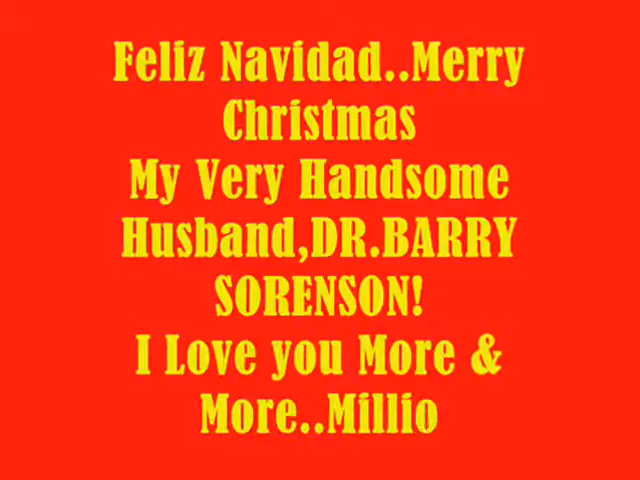 Feliz Navidad..Merry
Christmas
My Very Handsome
Husband,DR.BARRY
SORENSON!
I Love you More &
More..Millio